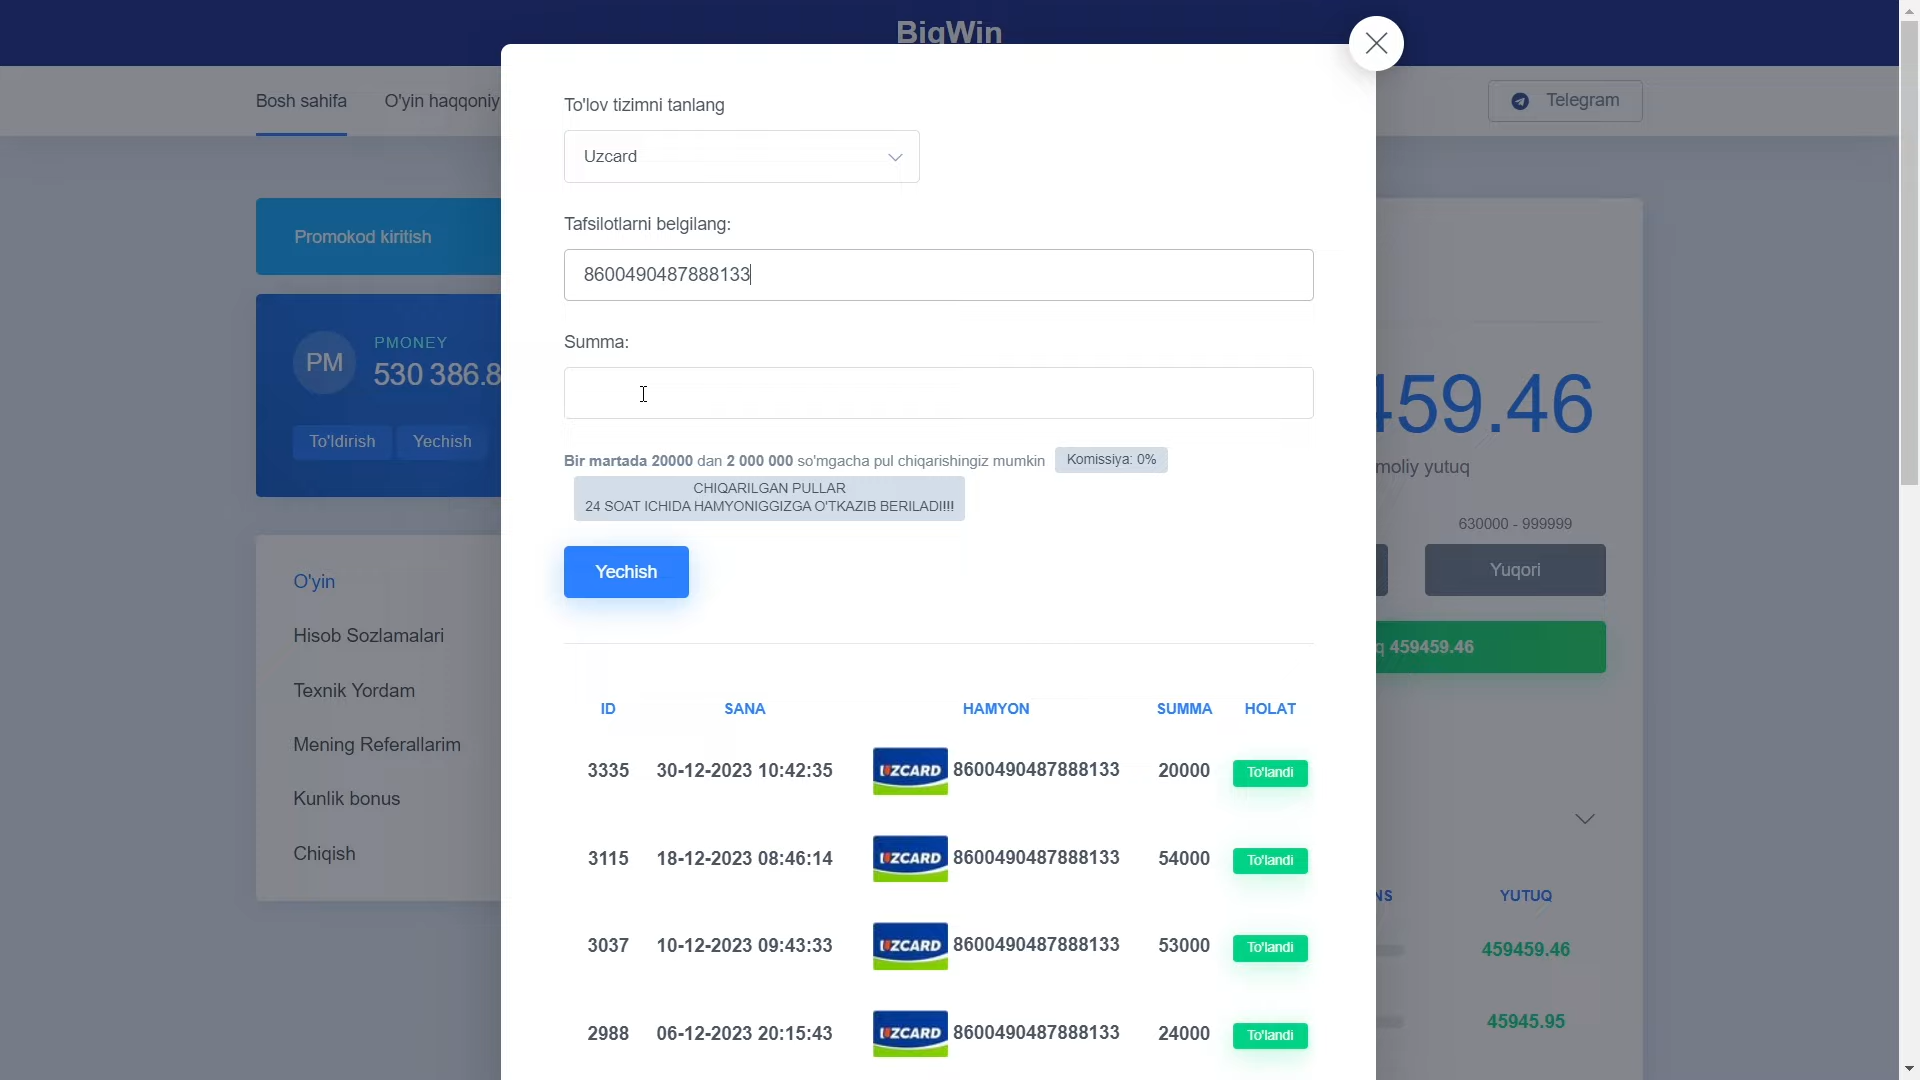 BigWin
Bosh sahifa
O'yin haqqoniy
Telegram
Promokod kiritish
PM
PMONEY
530 386.8
To'ldirish
Yechish
O'yin
Hisob Sozlamalari
Texnik Yordam
Mening Referallarim
Kunlik bonus
Chiqish
To'lov tizimni tanlang
Uzcard
Tafsilotlarni belgilang:
8600490487888133
Summa:
Bir martada 20000 dan 2 000 000 so'mgacha pul chiqarishingiz mumkin Komissiya: 0%
CHIQARILGAN PULLAR
24 SOAT ICHIDA HAMYONIGGIZGA O'TKAZIB BERILADI!!!
Yechish
ID SANA HAMYON SUMMA HOLAT
3335 30-12-2023 10:42:35 UZCARD 8600490487888133 20000 To'landi
3115 18-12-2023 08:46:14 UZCARD 8600490487888133 54000 To'landi
3037 10-12-2023 09:43:33 UZCARD 8600490487888133 53000 To'landi
2988 06-12-2023 20:15:43 UZCARD 8600490487888133 24000 To'landi
459.46
moliy yutuq
630000 - 999999
Yuqori
q 459459.46
NS YUTUQ
459459.46
45945.95